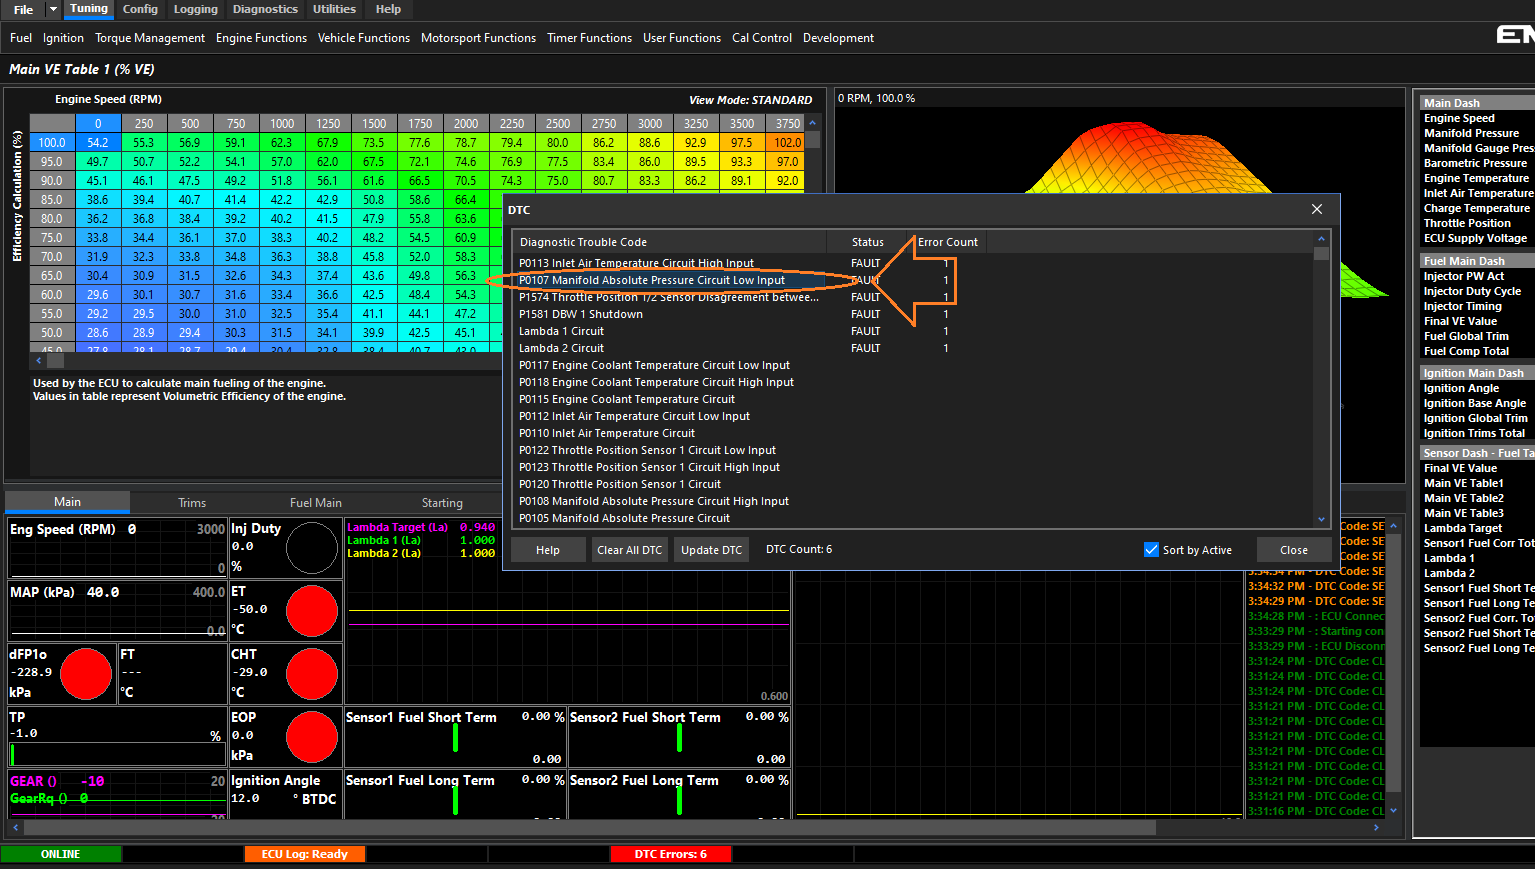 File Tuning Config Logging Diagnostics Utilities Help
Fuel Ignition Torque Management Engine Functions Vehicle Functions Motorsport Functions Timer Functions User Functions Cal Control Development
Main VE Table 1 (% VE)
Engine Speed (RPM)
View Mode: STANDARD
Efficiency Calculation (%)
0 250 500 750 1000 1250 1500 1750 2000 2250 2500 2750 3000 3250 3500 3750
100.0 54.2 55.3 56.9 59.1 62.3 67.9 73.5 77.6 78.7 79.4 80.0 86.2 88.6 92.9 97.5 102.0
95.0 49.7 50.7 52.2 54.1 57.0 62.0 67.5 72.1 74.6 76.9 77.5 83.4 86.0 89.5 93.3 97.0
90.0 45.1 46.1 47.5 49.2 51.8 56.1 61.6 66.5 70.5 74.3 75.0 80.7 83.3 86.2 89.1 92.0
85.0 38.6 39.4 40.7 41.4 42.2 42.9 50.8 58.6 66.4
80.0 36.2 36.8 38.4 39.2 40.2 41.5 47.9 55.8 63.6
75.0 33.8 34.4 36.1 37.0 38.3 40.2 48.2 54.5 60.9
70.0 31.9 32.3 33.8 34.8 36.3 38.8 45.8 52.0 58.3
65.0 30.4 30.9 31.5 32.6 34.3 37.4 43.6 49.8 56.3
60.0 29.6 30.1 30.7 31.6 33.4 36.6 42.5 48.4 54.3
55.0 29.2 29.5 30.0 31.0 32.5 35.4 41.1 44.1 47.2
50.0 28.6 28.9 29.4 30.3 31.5 34.1 39.9 42.5 45.1
Used by the ECU to calculate main fueling of the engine.
Values in table represent Volumetric Efficiency of the engine.
0 RPM, 100.0 %
DTC
Diagnostic Trouble Code Status Error Count
P0113 Inlet Air Temperature Circuit High Input FAULT 1
P0107 Manifold Absolute Pressure Circuit Low Input FAULT 1
P1574 Throttle Position 1/2 Sensor Disagreement betwee... FAULT 1
P1581 DBW 1 Shutdown FAULT 1
Lambda 1 Circuit FAULT 1
Lambda 2 Circuit FAULT 1
P0117 Engine Coolant Temperature Circuit Low Input
P0118 Engine Coolant Temperature Circuit High Input
P0115 Engine Coolant Temperature Circuit
P0112 Inlet Air Temperature Circuit Low Input
P0110 Inlet Air Temperature Circuit
P0122 Throttle Position Sensor 1 Circuit Low Input
P0123 Throttle Position Sensor 1 Circuit High Input
P0120 Throttle Position Sensor 1 Circuit
P0108 Manifold Absolute Pressure Circuit High Input
P0105 Manifold Absolute Pressure Circuit
Help Clear All DTC Update DTC DTC Count: 6 Sort by Active Close
Main Dash
Engine Speed
Manifold Pressure
Manifold Gauge Pres
Barometric Pressure
Engine Temperature
Inlet Air Temperature
Charge Temperature
Throttle Position
ECU Supply Voltage
Fuel Main Dash
Injector PW Act
Injector Duty Cycle
Injector Timing
Final VE Value
Fuel Global Trim
Fuel Comp Total
Ignition Main Dash
Ignition Angle
Ignition Base Angle
Ignition Global Trim
Ignition Trims Total
Sensor Dash - Fuel Ta
Final VE Value
Main VE Table1
Main VE Table2
Main VE Table3
Lambda Target
Sensor1 Fuel Corr Tot
Lambda 1
Lambda 2
Sensor1 Fuel Short Te
Sensor1 Fuel Long Te
Sensor2 Fuel Corr. Tot
Sensor2 Fuel Short Te
Sensor2 Fuel Long Te
Main Trims Fuel Main Starting
Eng Speed (RPM) 0 3000
0
Inj Duty
0.0
%
MAP (kPa) 40.0 400.0
0.0
ET
-50.0
°C
dFP1o
-228.9
kPa
FT
---
°C
CHT
-29.0
°C
TP
-1.0
%
EOP
0.0
kPa
GEAR () -10 20
GearRq () 0
Ignition Angle
12.0 ° BTDC
Lambda Target (La) 0.940
Lambda 1 (La) 1.000
Lambda 2 (La) 1.000
0.600
Sensor1 Fuel Short Term 0.00 %
0.00
Sensor2 Fuel Short Term 0.00 %
0.00
Sensor1 Fuel Long Term 0.00 %
Sensor2 Fuel Long Term 0.00 %
Code: SE
Code: SE
Code: SE
3:34:34 PM - DTC Code: SE
3:34:32 PM - DTC Code: SE
3:34:29 PM - DTC Code: SE
3:34:28 PM - : ECU Connec
3:33:29 PM - : Starting con
3:33:29 PM - : ECU Disconn
3:31:24 PM - DTC Code: CL
3:31:24 PM - DTC Code: CL
3:31:24 PM - DTC Code: CL
3:31:21 PM - DTC Code: CL
3:31:21 PM - DTC Code: CL
3:31:21 PM - DTC Code: CL
3:31:21 PM - DTC Code: CL
3:31:21 PM - DTC Code: CL
3:31:21 PM - DTC Code: CL
3:31:21 PM - DTC Code: CL
3:31:16 PM - DTC Code: CL
ONLINE ECU Log: Ready DTC Errors: 6